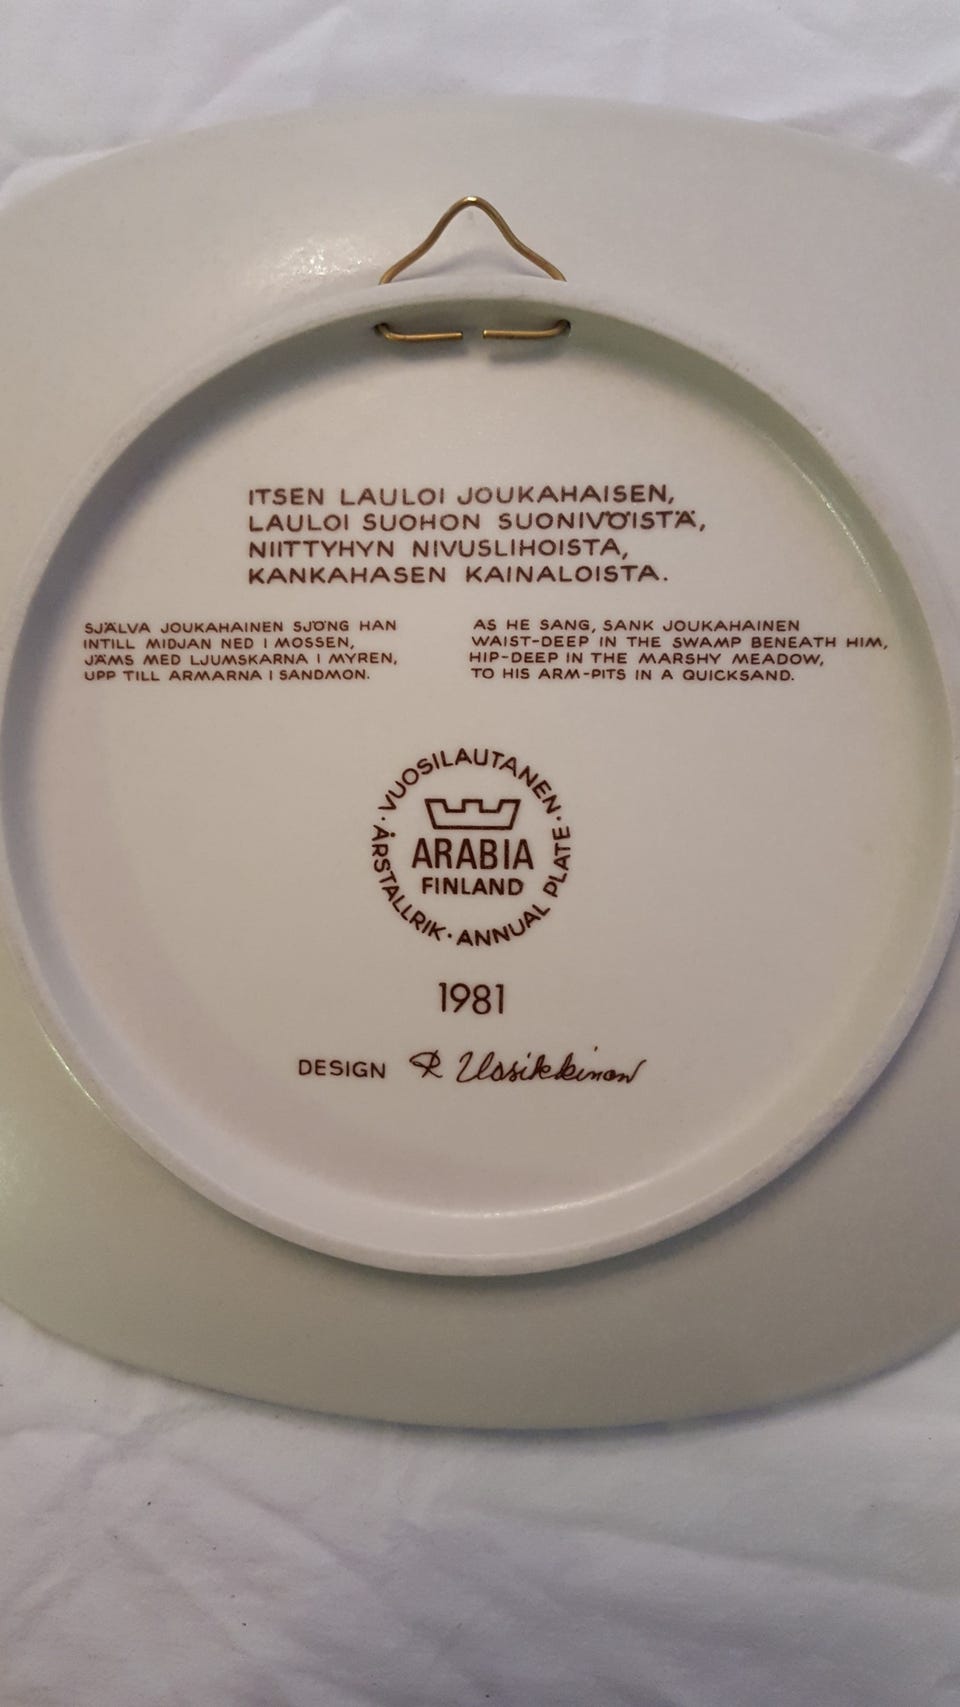 ITSEN LAULOI JOUKAHAISEN,
LAULOI SUOHON SUONIVÖISTÄ,
NIITTYHYN NIVUSLIHOISTA,
KANKAHASEN KAINALOISTA.
SJÄLVA JOUKAHAINEN SJÖNG HAN
INTILL MIDJAN NED I MOSSEN,
JÄMS MED LJUMSKARNA I MYREN,
UPP TILL ARMARNA I SANDMON.
AS HE SANG, SANK JOUKAHAINEN
WAIST-DEEP IN THE SWAMP BENEATH HIM,
HIP-DEEP IN THE MARSHY MEADOW,
TO HIS ARM-PITS IN A QUICKSAND.
· VUOSILAUTANEN · ANNUAL PLATE · ÅRSTALLRIK
ARABIA
FINLAND
1981
DESIGN R Uosikkinen